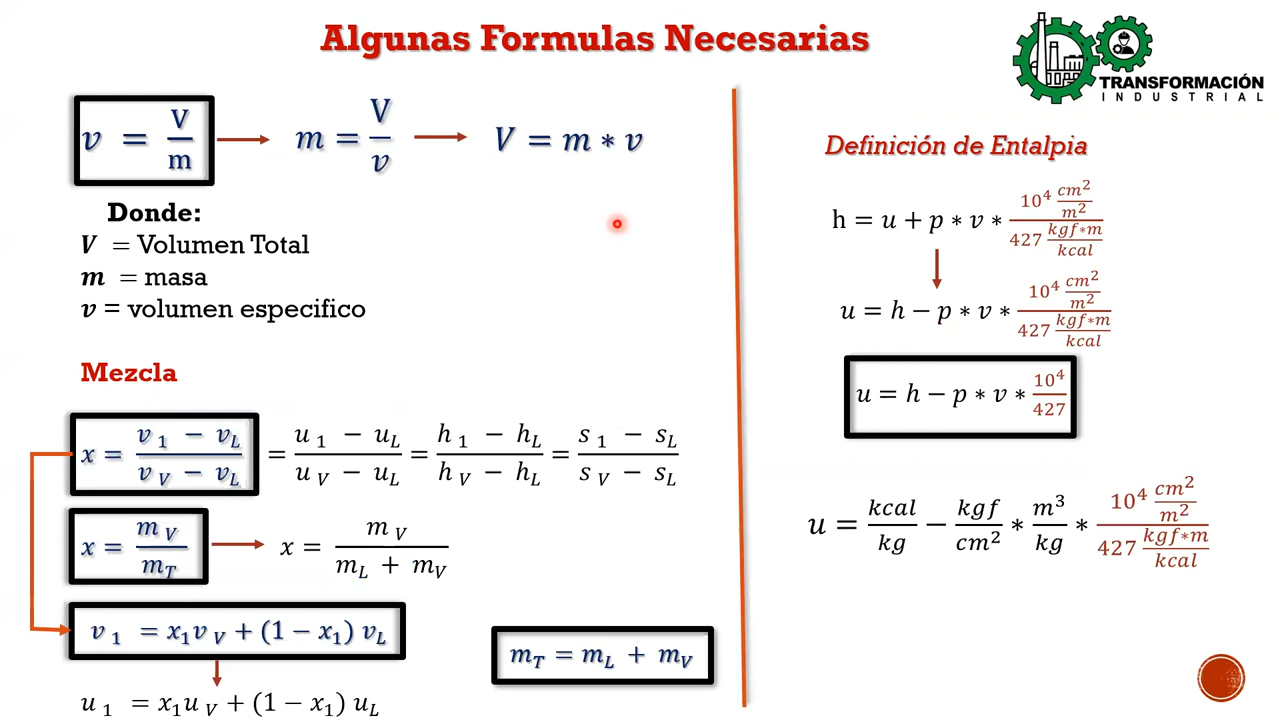 Algunas Formulas Necesarias
TRANSFORMACIÓN
INDUSTRIAL
v = V/m → m = V/v → V = m * v
Donde:
V = Volumen Total
m = masa
v = volumen especifico
Mezcla
x = (v₁ − v_L)/(v_V − v_L) = (u₁ − u_L)/(u_V − u_L) = (h₁ − h_L)/(h_V − h_L) = (s₁ − s_L)/(s_V − s_L)
x = m_V/m_T → x = m_V/(m_L + m_V)
v₁ = x₁v_V + (1 − x₁) v_L
u₁ = x₁u_V + (1 − x₁) u_L
m_T = m_L + m_V
Definición de Entalpia
h = u + p * v * (10⁴ cm²/m²)/(427 kgf*m/kcal)
u = h − p * v * (10⁴ cm²/m²)/(427 kgf*m/kcal)
u = h − p * v * 10⁴/427
u = kcal/kg − kgf/cm² * m³/kg * (10⁴ cm²/m²)/(427 kgf*m/kcal)